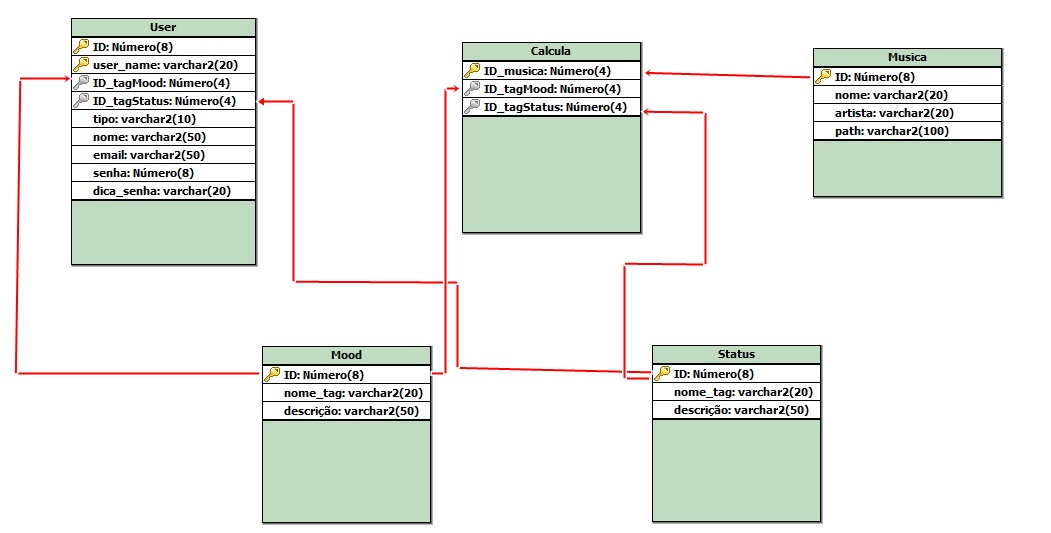 User
ID: Número(8)
user_name: varchar2(20)
ID_tagMood: Número(4)
ID_tagStatus: Número(4)
tipo: varchar2(10)
nome: varchar2(50)
email: varchar2(50)
senha: Número(8)
dica_senha: varchar(20)
Calcula
ID_musica: Número(4)
ID_tagMood: Número(4)
ID_tagStatus: Número(4)
Musica
ID: Número(8)
nome: varchar2(20)
artista: varchar2(20)
path: varchar2(100)
Mood
ID: Número(8)
nome_tag: varchar2(20)
descrição: varchar2(50)
Status
ID: Número(8)
nome_tag: varchar2(20)
descrição: varchar2(50)